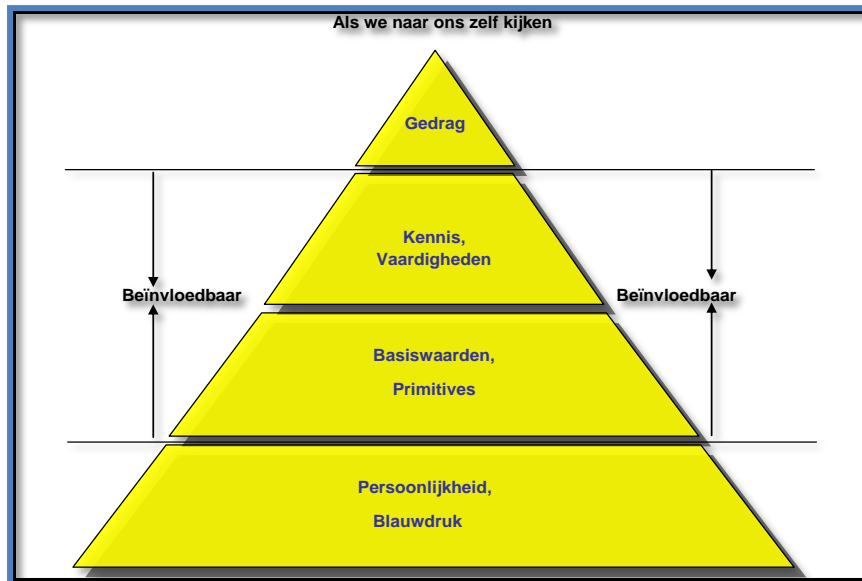 Als we naar ons zelf kijken
Gedrag
Kennis,
Vaardigheden
Beïnvloedbaar
Beïnvloedbaar
Basiswaarden,
Primitives
Persoonlijkheid,
Blauwdruk